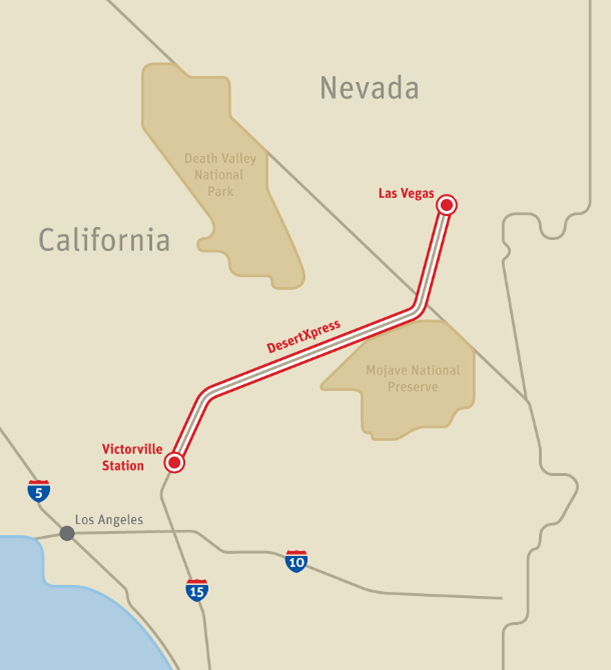 Nevada
Death Valley
National
Park
Las Vegas
California
DesertXpress
Mojave National
Preserve
Victorville
Station
5
Los Angeles
10
15